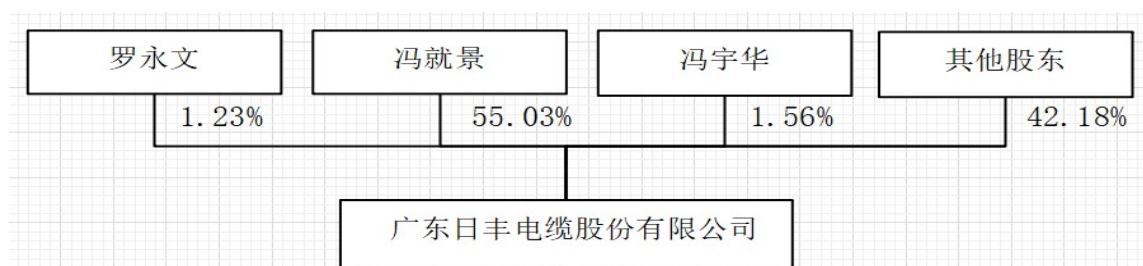 罗永文
冯就景
冯宇华
其他股东
1.23%
55.03%
1.56%
42.18%
广东日丰电缆股份有限公司